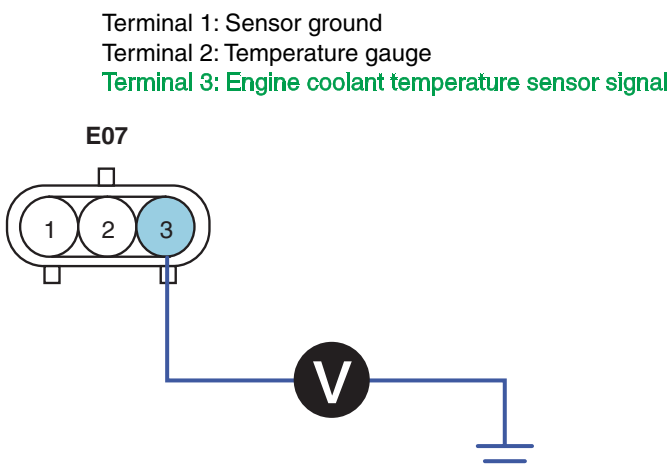 Terminal 1: Sensor ground
Terminal 2: Temperature gauge
Terminal 3: Engine coolant temperature sensor signal
E07
1 2 3
V